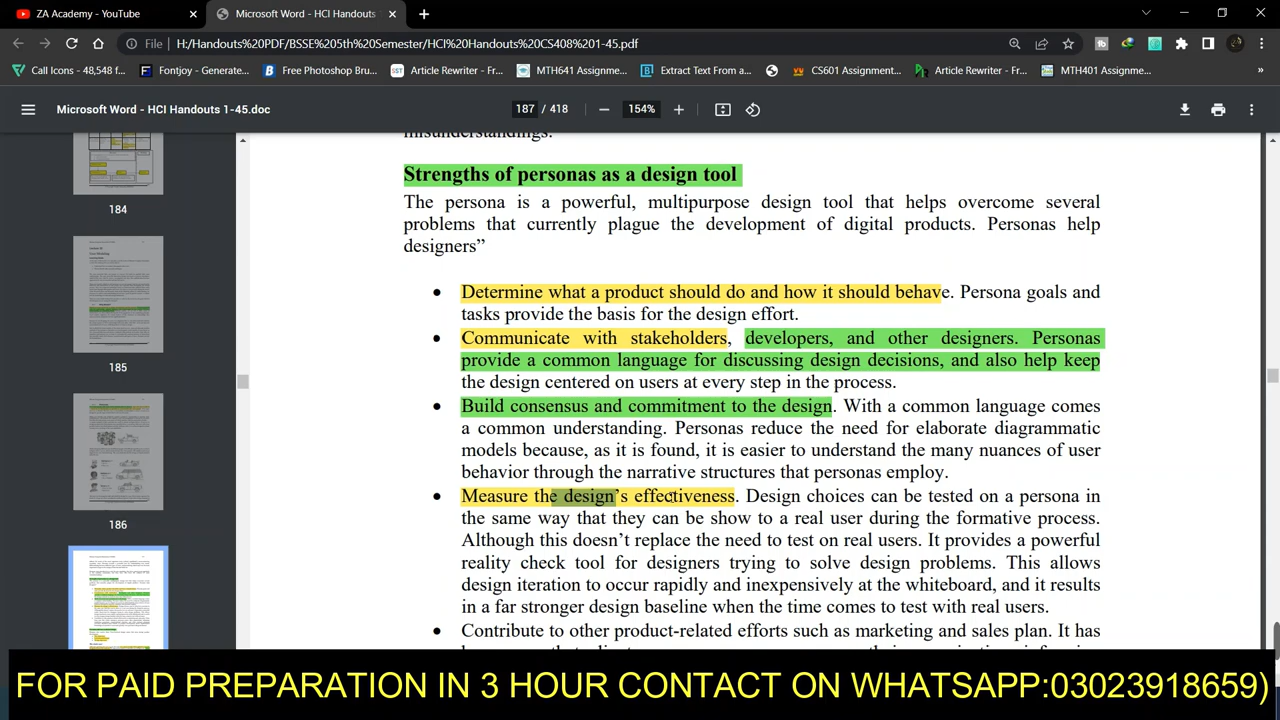 ZA Academy - YouTube
Microsoft Word - HCI Handouts
File
H:/Handouts%20PDF/BSSE%205th%20Semester/HCI%20Handouts%20CS408%201-45.pdf
Call Icons - 48,548 f...
Fontjoy - Generate...
Free Photoshop Bru...
Article Rewriter - Fr...
MTH641 Assignme...
Extract Text From a...
CS601 Assignment...
Article Rewriter - Fr...
MTH401 Assignme...
»
Microsoft Word - HCI Handouts 1-45.doc
187 / 418
154%
184
185
186
misunderstandings.
Strengths of personas as a design tool
The persona is a powerful, multipurpose design tool that helps overcome several
problems that currently plague the development of digital products. Personas help
designers”
• Determine what a product should do and how it should behave. Persona goals and
tasks provide the basis for the design effort.
• Communicate with stakeholders, developers, and other designers. Personas
provide a common language for discussing design decisions, and also help keep
the design centered on users at every step in the process.
• Build consensus and commitment to the design. With a common language comes
a common understanding. Personas reduce the need for elaborate diagrammatic
models because, as it is found, it is easier to understand the many nuances of user
behavior through the narrative structures that personas employ.
• Measure the design’s effectiveness. Design choices can be tested on a persona in
the same way that they can be show to a real user during the formative process.
Although this doesn’t replace the need to test on real users. It provides a powerful
reality check tool for designers trying to solve design problems. This allows
design iteration to occur rapidly and inexpensively at the whiteboard, and it results
in a far stronger design baseline when the time comes to test with real users.
• Contribute to other product-related efforts such as marketing and sales plan. It has
FOR PAID PREPARATION IN 3 HOUR CONTACT ON WHATSAPP:03023918659)